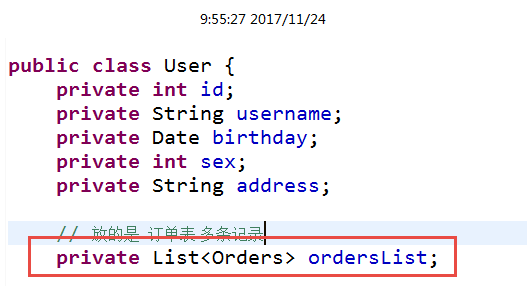 9:55:27 2017/11/24
public class User {
private int id;
private String username;
private Date birthday;
private int sex;
private String address;
// 放的是 订单表 多条记录
private List<Orders> ordersList;